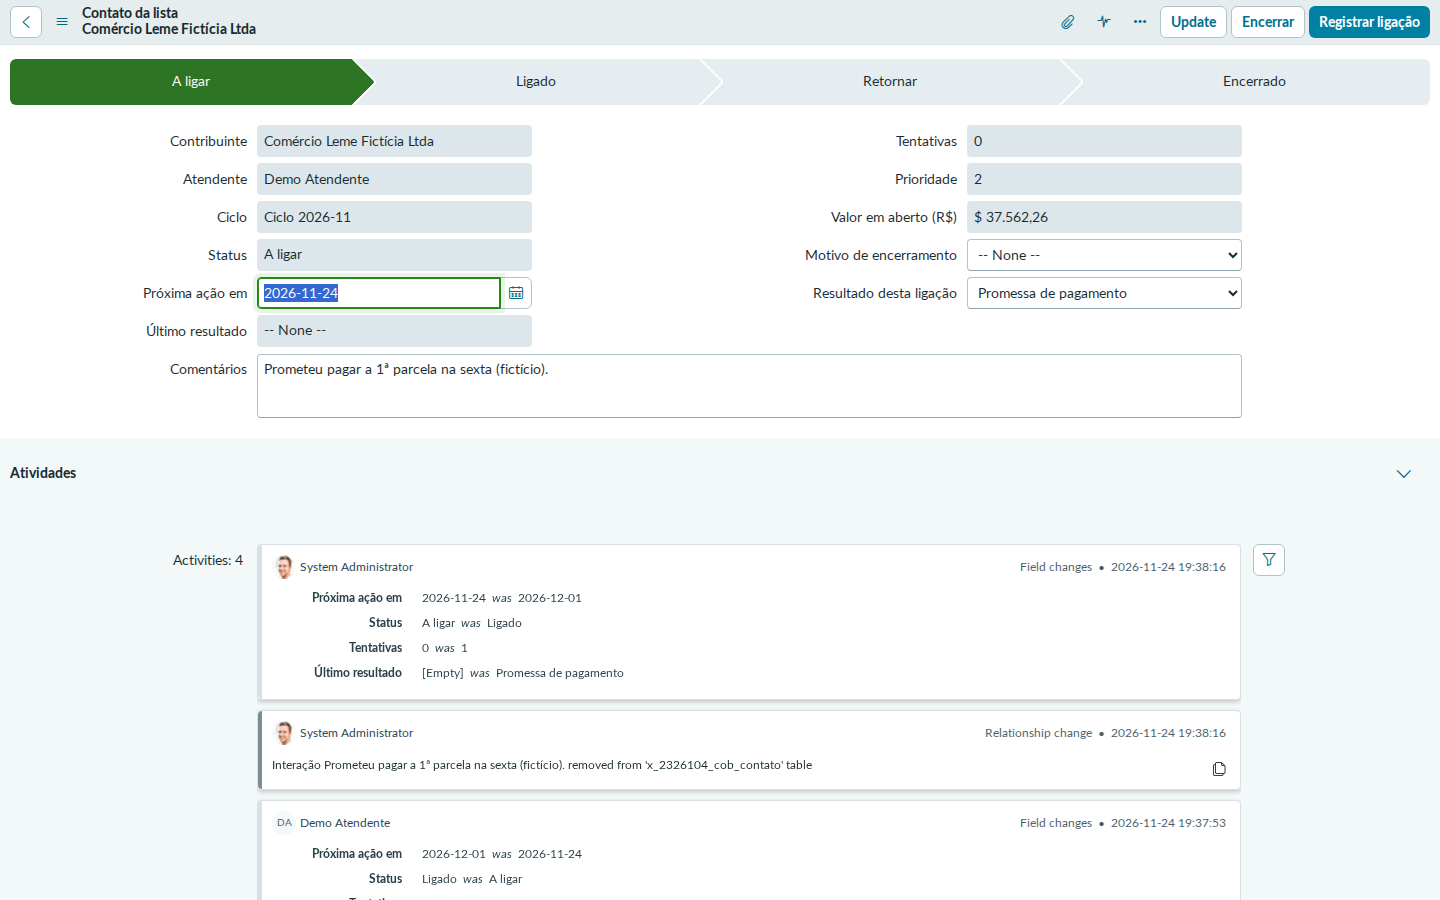 Contato da lista
Comércio Leme Fictícia Ltda
Update
Encerrar
Registrar ligação
A ligar
Ligado
Retornar
Encerrado
Contribuinte
Comércio Leme Fictícia Ltda
Atendente
Demo Atendente
Ciclo
Ciclo 2026-11
Status
A ligar
Próxima ação em
2026-11-24
Último resultado
-- None --
Tentativas
0
Prioridade
2
Valor em aberto (R$)
$ 37.562,26
Motivo de encerramento
-- None --
Resultado desta ligação
Promessa de pagamento
Comentários
Prometeu pagar a 1ª parcela na sexta (fictício).
Atividades
Activities: 4
System Administrator
Field changes • 2026-11-24 19:38:16
Próxima ação em 2026-11-24 was 2026-12-01
Status A ligar was Ligado
Tentativas 0 was 1
Último resultado [Empty] was Promessa de pagamento
System Administrator
Relationship change • 2026-11-24 19:38:16
Interação Prometeu pagar a 1ª parcela na sexta (fictício). removed from 'x_2326104_cob_contato' table
DA Demo Atendente
Field changes • 2026-11-24 19:37:53
Próxima ação em 2026-12-01 was 2026-11-24
Status Ligado was A ligar